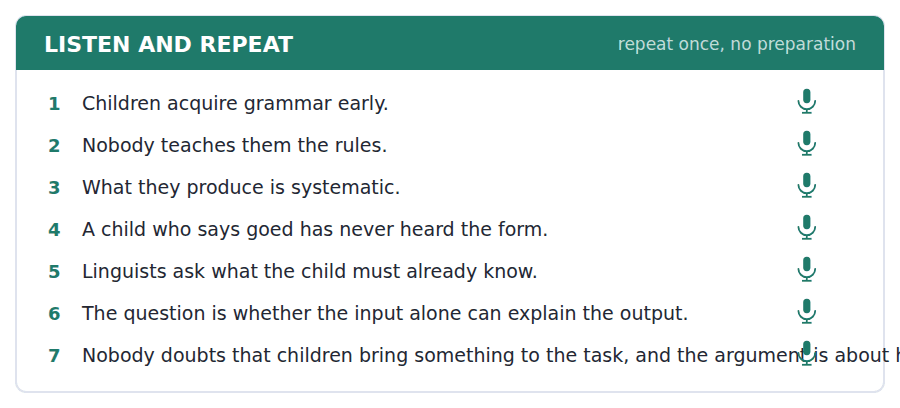 LISTEN AND REPEAT repeat once, no preparation
1 Children acquire grammar early.
2 Nobody teaches them the rules.
3 What they produce is systematic.
4 A child who says goed has never heard the form.
5 Linguists ask what the child must already know.
6 The question is whether the input alone can explain the output.
7 Nobody doubts that children bring something to the task, and the argument is about